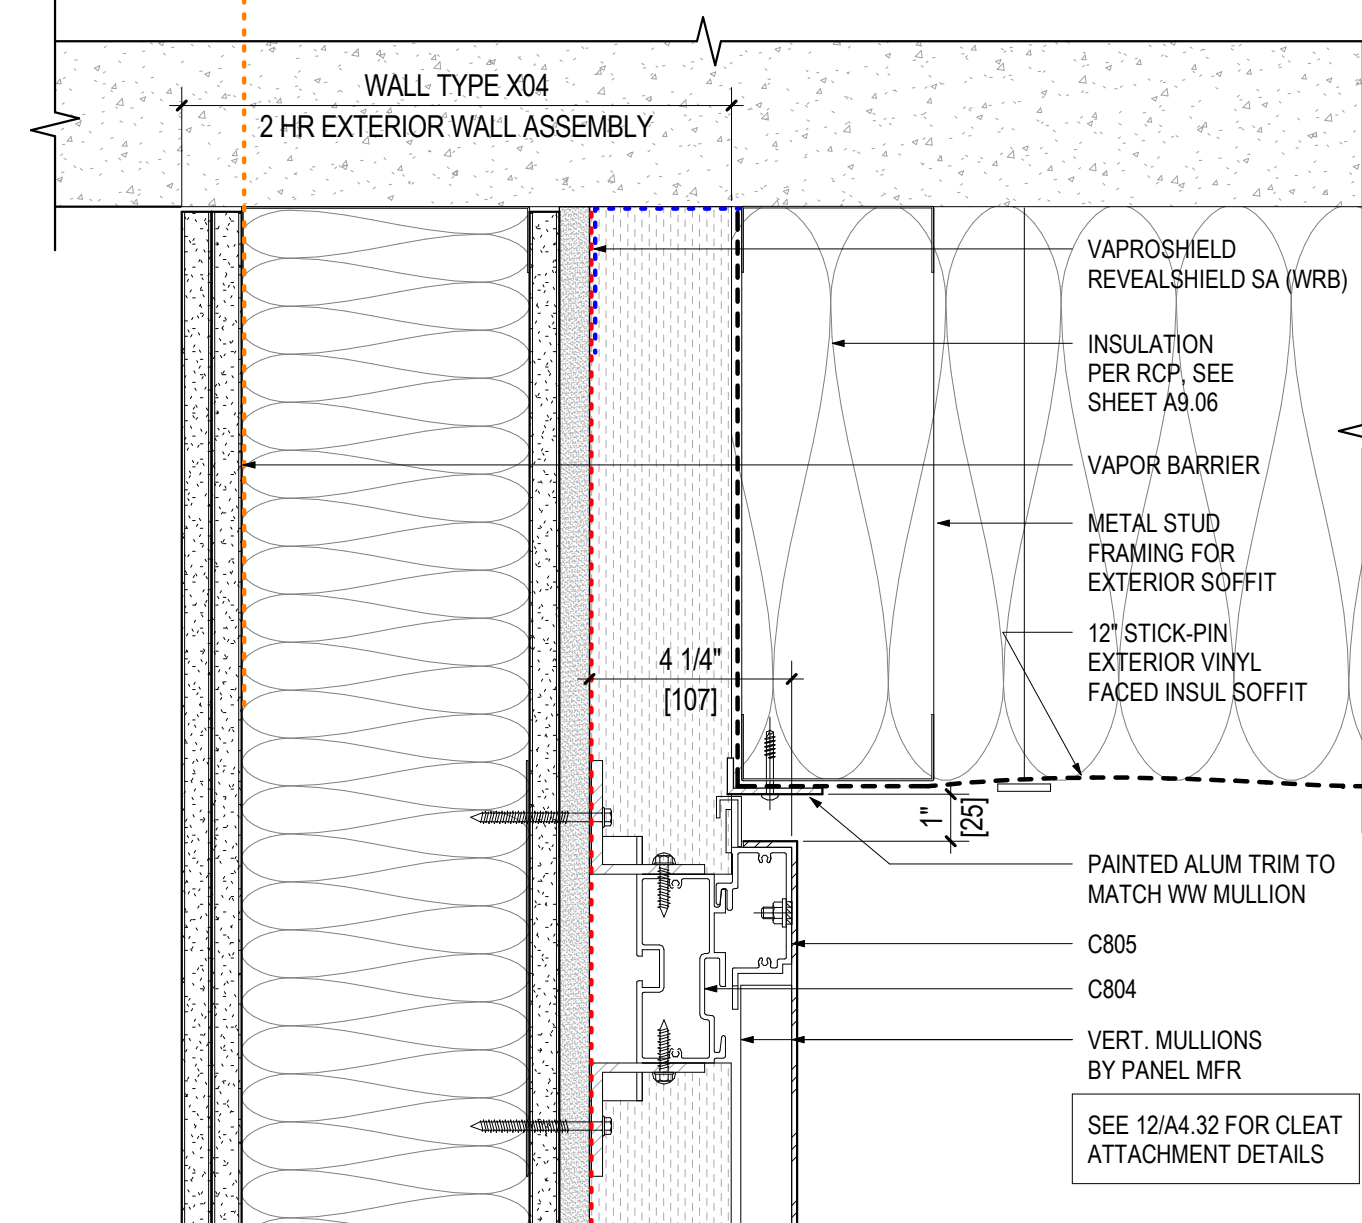 WALL TYPE X04
2 HR EXTERIOR WALL ASSEMBLY
VAPROSHIELD
REVEALSHIELD SA (WRB)
INSULATION
PER RCP, SEE
SHEET A9.06
VAPOR BARRIER
METAL STUD
FRAMING FOR
EXTERIOR SOFFIT
12" STICK-PIN
EXTERIOR VINYL
FACED INSUL SOFFIT
4 1/4"
[107]
1"
[25]
PAINTED ALUM TRIM TO
MATCH WW MULLION
C805
C804
VERT. MULLIONS
BY PANEL MFR
SEE 12/A4.32 FOR CLEAT
ATTACHMENT DETAILS